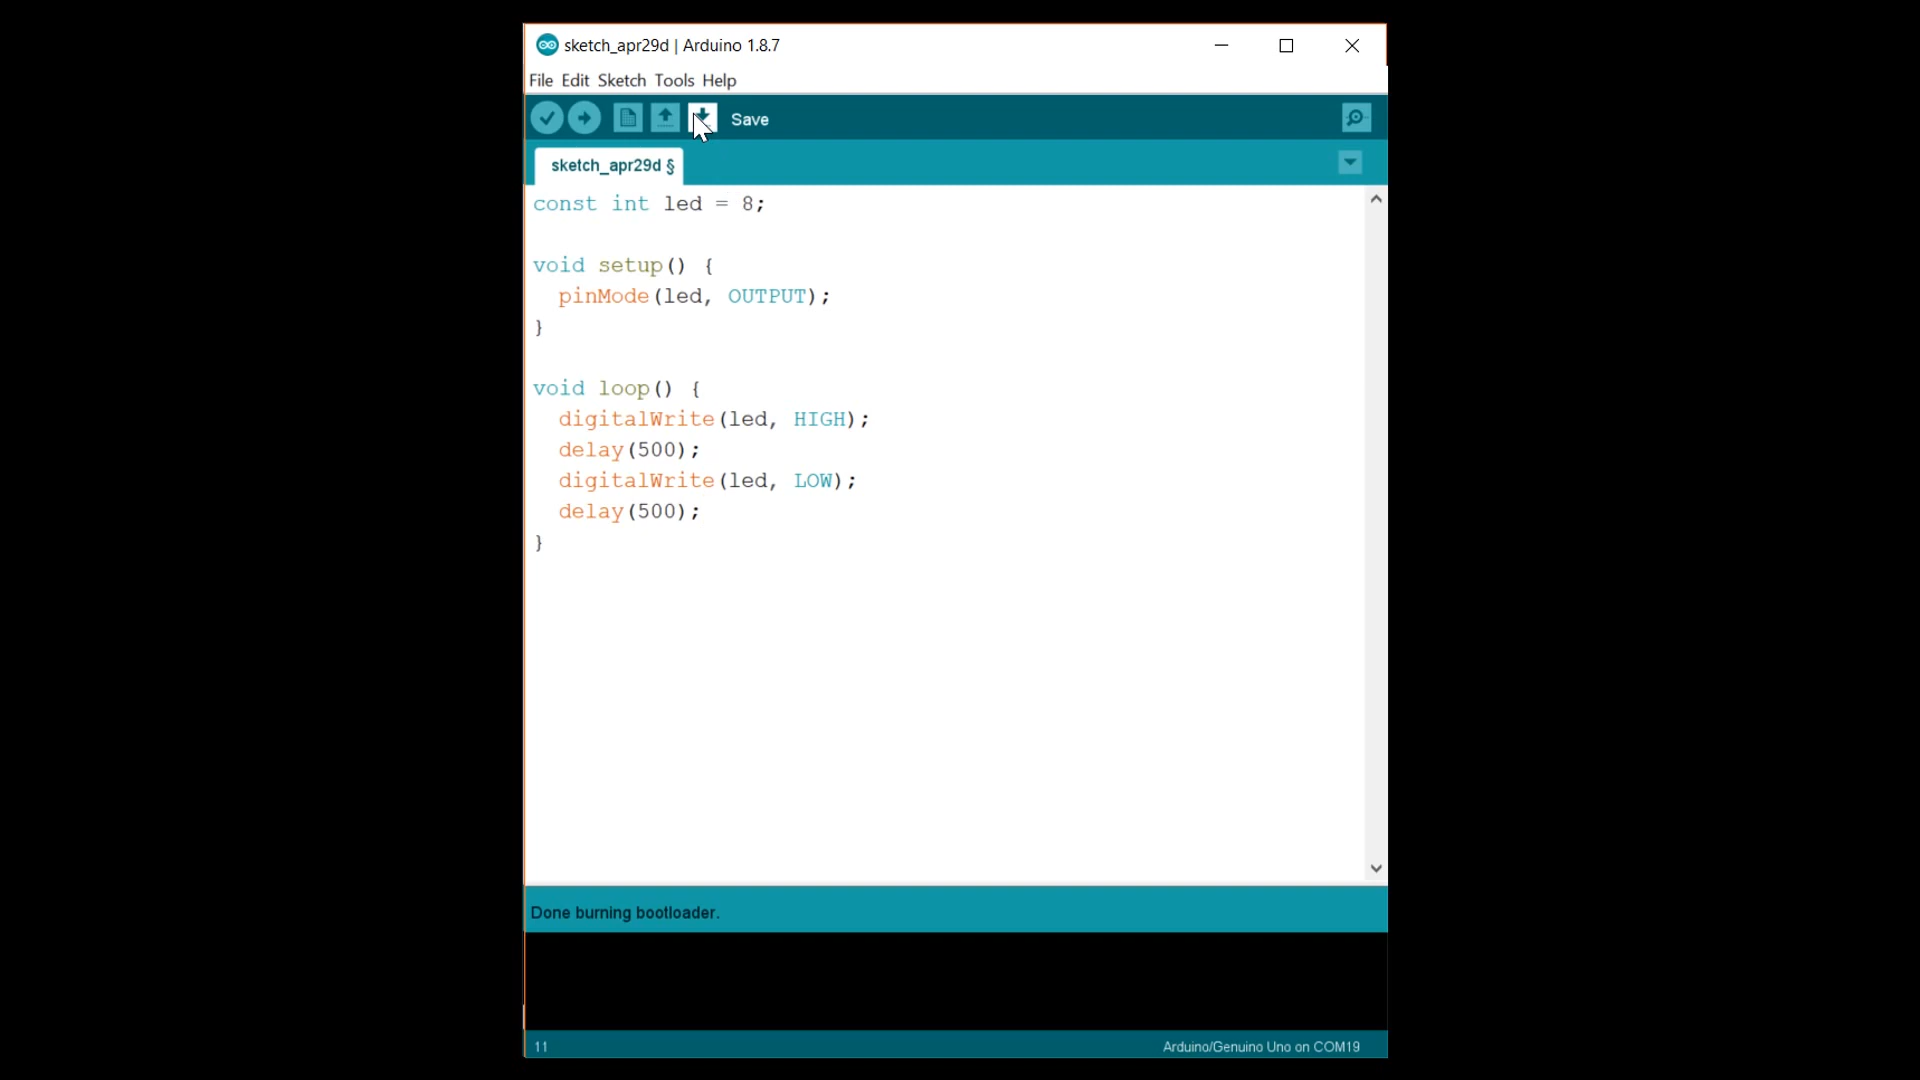 sketch_apr29d | Arduino 1.8.7
File Edit Sketch Tools Help
Save
sketch_apr29d §
const int led = 8;
void setup() {
  pinMode(led, OUTPUT);
}
void loop() {
  digitalWrite(led, HIGH);
  delay(500);
  digitalWrite(led, LOW);
  delay(500);
}
Done burning bootloader.
11 Arduino/Genuino Uno on COM19